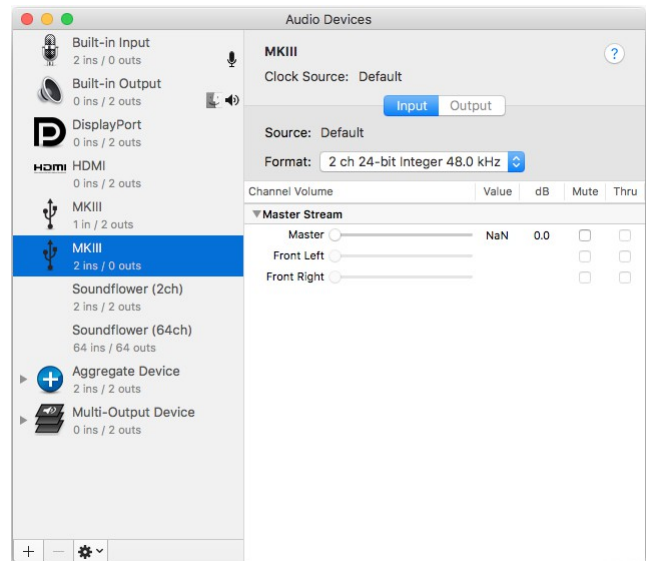 Audio Devices
Built-in Input
2 ins / 0 outs
Built-in Output
0 ins / 2 outs
DisplayPort
0 ins / 2 outs
HDMI HDMI
0 ins / 2 outs
MKIII
1 in / 2 outs
MKIII
2 ins / 0 outs
Soundflower (2ch)
2 ins / 2 outs
Soundflower (64ch)
64 ins / 64 outs
Aggregate Device
2 ins / 2 outs
Multi-Output Device
0 ins / 2 outs
MKIII ?
Clock Source: Default
Input Output
Source: Default
Format: 2 ch 24-bit Integer 48.0 kHz
Channel Volume Value dB Mute Thru
Master Stream
Master NaN 0.0
Front Left
Front Right